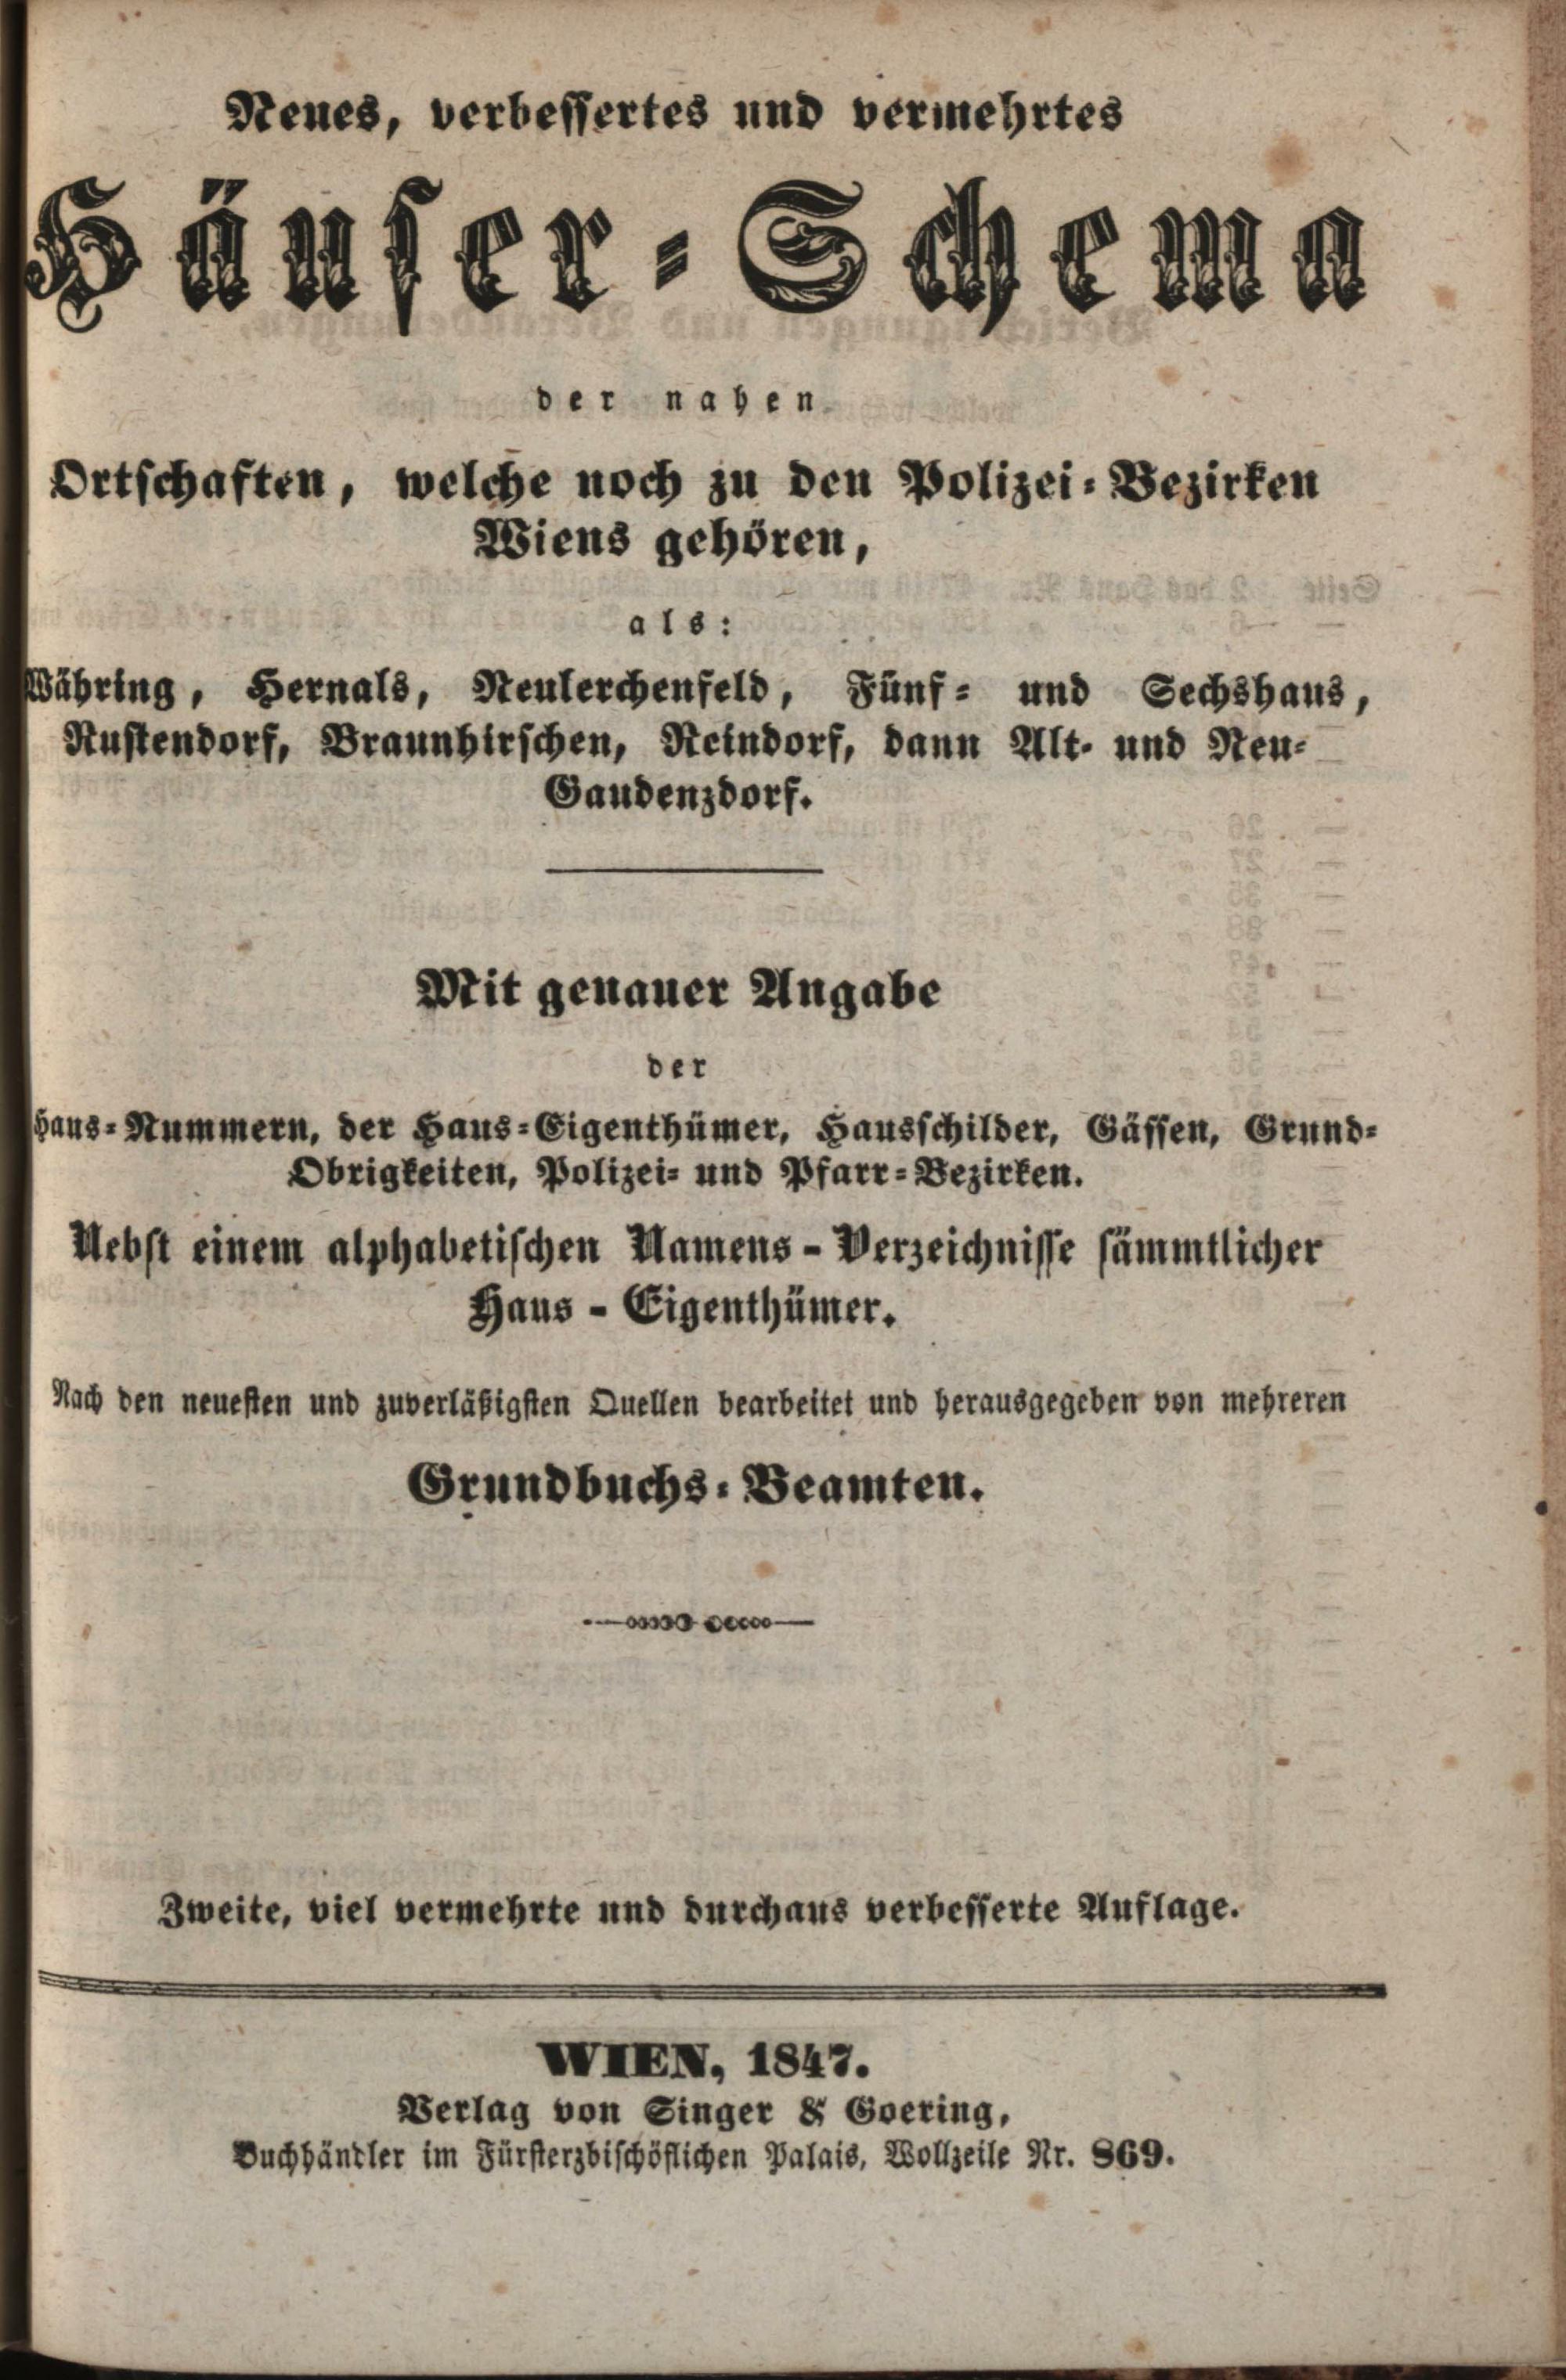 Neues, verbessertes und vermehrtes
Häuser-Schema
der nahen
Ortschaften, welche noch zu den Polizei-Bezirken
Wiens gehören,
als:
Währing, Hernals, Neulerchenfeld, Fünf- und Sechshaus,
Rustendorf, Braunhirschen, Reindorf, dann Alt- und Neu-
Gaudenzdorf.
Mit genauer Angabe
der
Haus-Nummern, der Haus-Eigenthümer, Hausschilder, Gässen, Grund-
Obrigkeiten, Polizei- und Pfarr-Bezirken.
Nebst einem alphabetischen Namens-Verzeichnisse sämmtlicher
Haus-Eigenthümer.
Nach den neuesten und zuverläßigsten Quellen bearbeitet und herausgegeben von mehreren
Grundbuchs-Beamten.
Zweite, viel vermehrte und durchaus verbesserte Auflage.
WIEN, 1847.
Verlag von Singer & Goering,
Buchhändler im Fürsterzbischöflichen Palais, Wollzeile Nr. 869.